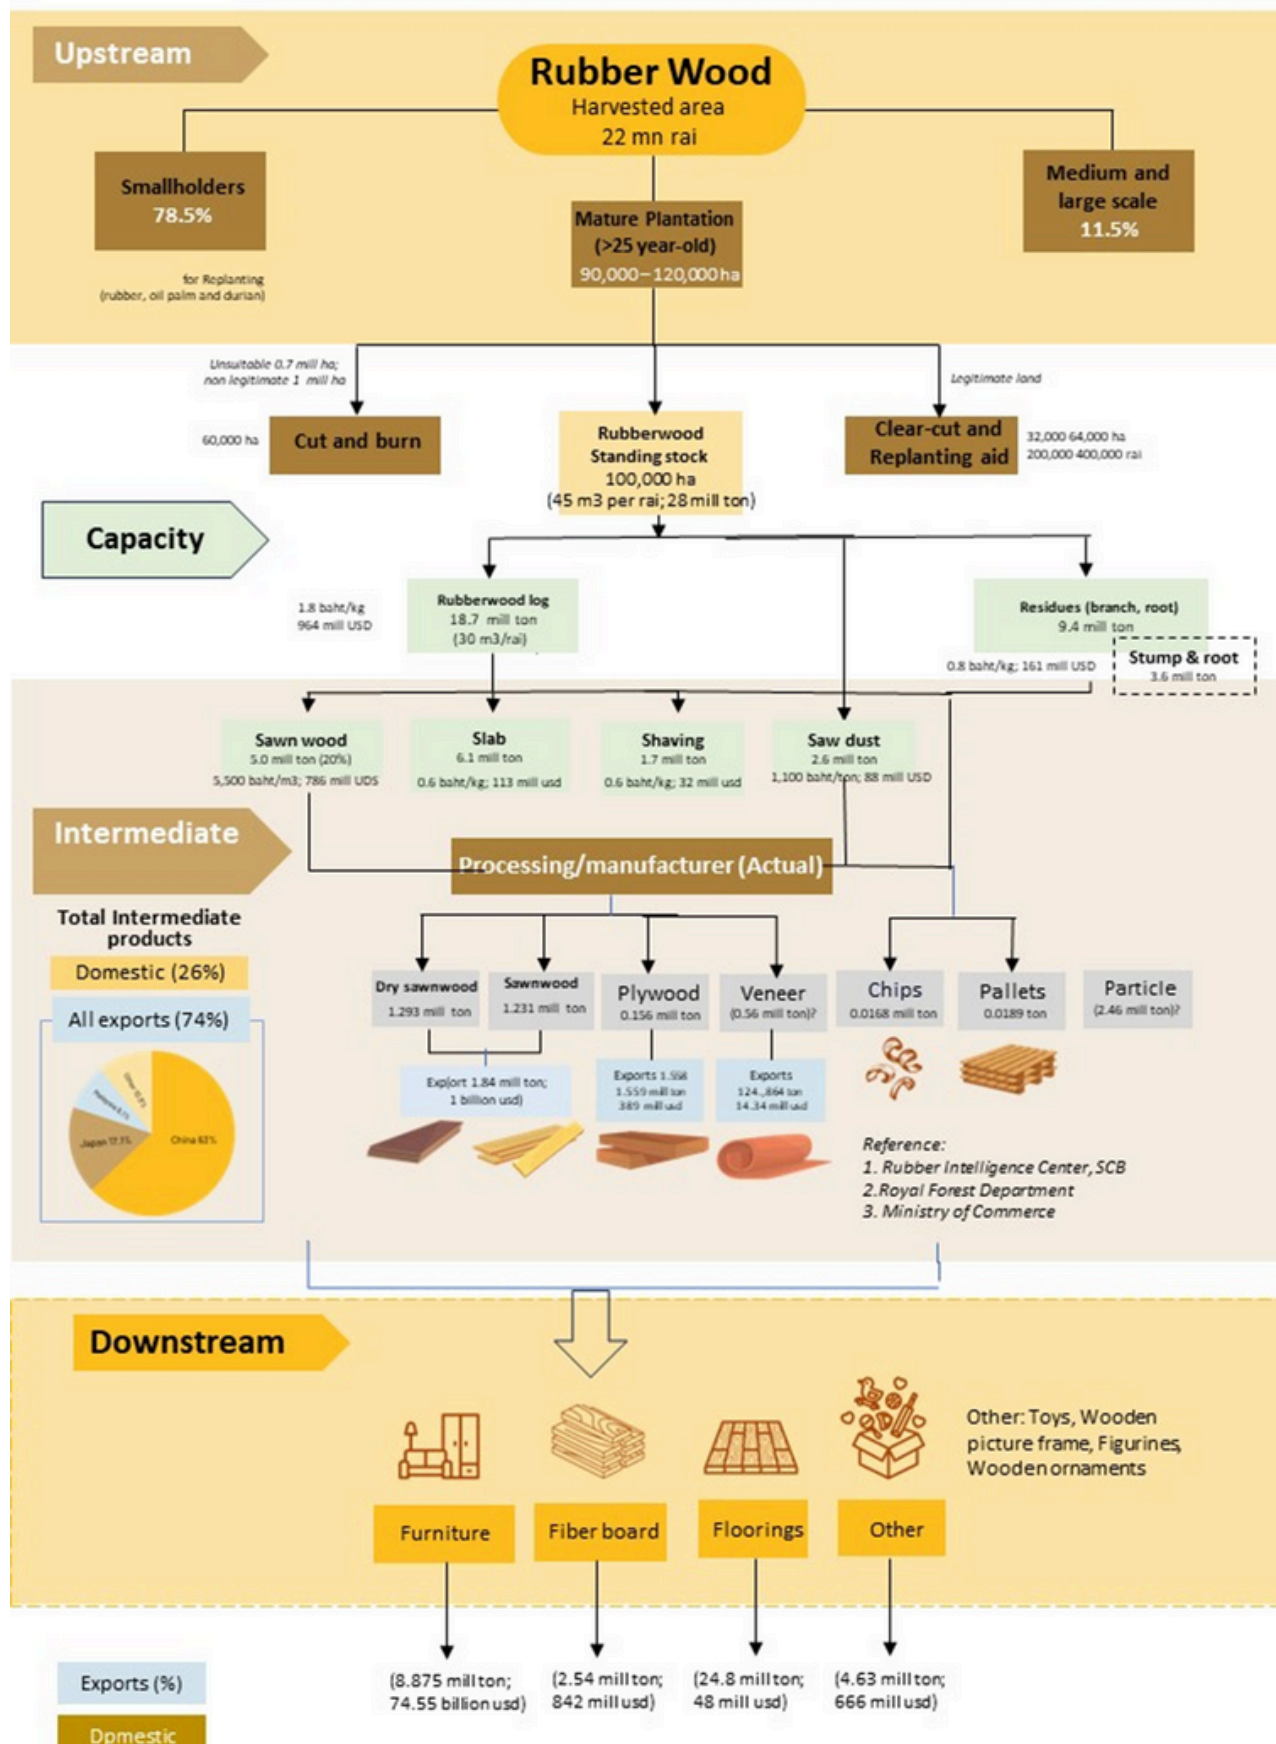 Upstream
Rubber Wood
Harvested area
22 mn rai
Smallholders
78.5%
Mature Plantation
(>25 year-old)
90,000–120,000 ha
Medium and
large scale
11.5%
for Replanting
(rubber, oil palm and durian)
Unsuitable 0.7 mill ha;
non legitimate 1 mill ha
Legitimate land
60,000 ha
Cut and burn
Rubberwood
Standing stock
100,000 ha
(45 m3 per rai; 28 mill ton)
Clear-cut and
Replanting aid
32,000 64,000 ha
200,000 400,000 rai
Capacity
1.8 baht/kg
964 mill USD
Rubberwood log
18.7 mill ton
(30 m3/rai)
Residues (branch, root)
9.4 mill ton
0.8 baht/kg; 161 mill USD
Stump & root
3.6 mill ton
Sawn wood
5.0 mill ton (20%)
5,500 baht/m3; 786 mill UDS
Slab
6.1 mill ton
0.6 baht/kg; 113 mill usd
Shaving
1.7 mill ton
0.6 baht/kg; 32 mill usd
Saw dust
2.6 mill ton
1,100 baht/ton; 88 mill USD
Intermediate
Processing/manufacturer (Actual)
Total Intermediate
products
Domestic (26%)
All exports (74%)
China 63%
Japan 17.1%
Dry sawnwood
1.293 mill ton
Sawnwood
1.231 mill ton
Plywood
0.156 mill ton
Veneer
(0.56 mill ton)?
Chips
0.0168 mill ton
Pallets
0.0189 ton
Particle
(2.46 mill ton)?
Exp(ort 1.84 mill ton;
1 billion usd)
Exports 1.558
1.559 mill ton
389 mill usd
Exports
124.,864 ton
14.34 mill usd
Reference:
1. Rubber Intelligence Center, SCB
2.Royal Forest Department
3. Ministry of Commerce
Downstream
Other: Toys, Wooden
picture frame, Figurines,
Wooden ornaments
Furniture
Fiber board
Floorings
Other
(8.875 mill ton;
74.55 billion usd)
(2.54 mill ton;
842 mill usd)
(24.8 mill ton;
48 mill usd)
(4.63 mill ton;
666 mill usd)
Exports (%)
Dpmestic